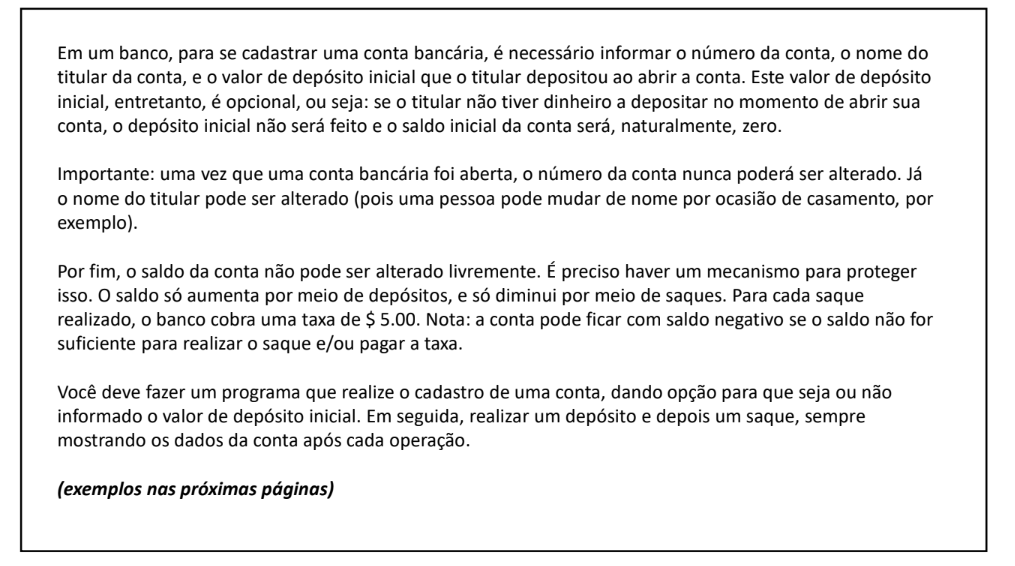 Em um banco, para se cadastrar uma conta bancária, é necessário informar o número da conta, o nome do
titular da conta, e o valor de depósito inicial que o titular depositou ao abrir a conta. Este valor de depósito
inicial, entretanto, é opcional, ou seja: se o titular não tiver dinheiro a depositar no momento de abrir sua
conta, o depósito inicial não será feito e o saldo inicial da conta será, naturalmente, zero.
Importante: uma vez que uma conta bancária foi aberta, o número da conta nunca poderá ser alterado. Já
o nome do titular pode ser alterado (pois uma pessoa pode mudar de nome por ocasião de casamento, por
exemplo).
Por fim, o saldo da conta não pode ser alterado livremente. É preciso haver um mecanismo para proteger
isso. O saldo só aumenta por meio de depósitos, e só diminui por meio de saques. Para cada saque
realizado, o banco cobra uma taxa de $ 5.00. Nota: a conta pode ficar com saldo negativo se o saldo não for
suficiente para realizar o saque e/ou pagar a taxa.
Você deve fazer um programa que realize o cadastro de uma conta, dando opção para que seja ou não
informado o valor de depósito inicial. Em seguida, realizar um depósito e depois um saque, sempre
mostrando os dados da conta após cada operação.
(exemplos nas próximas páginas)